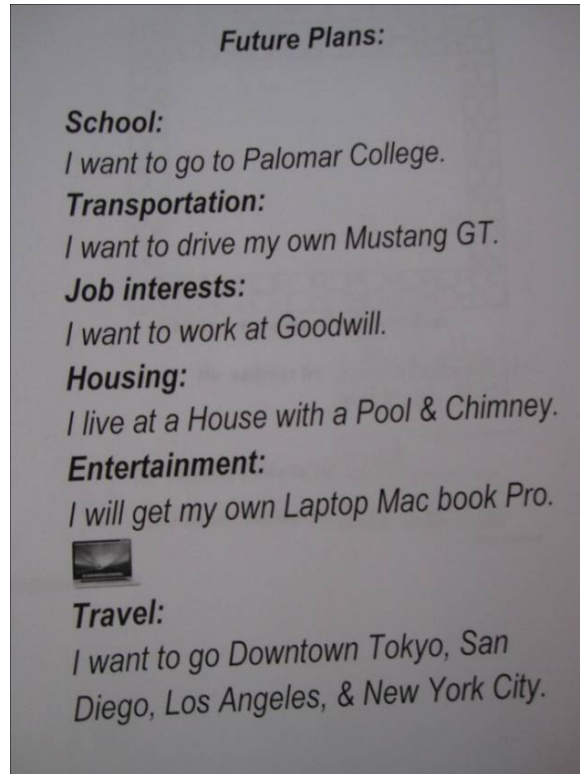 Future Plans:
School:
I want to go to Palomar College.
Transportation:
I want to drive my own Mustang GT.
Job interests:
I want to work at Goodwill.
Housing:
I live at a House with a Pool & Chimney.
Entertainment:
I will get my own Laptop Mac book Pro.
Travel:
I want to go Downtown Tokyo, San
Diego, Los Angeles, & New York City.